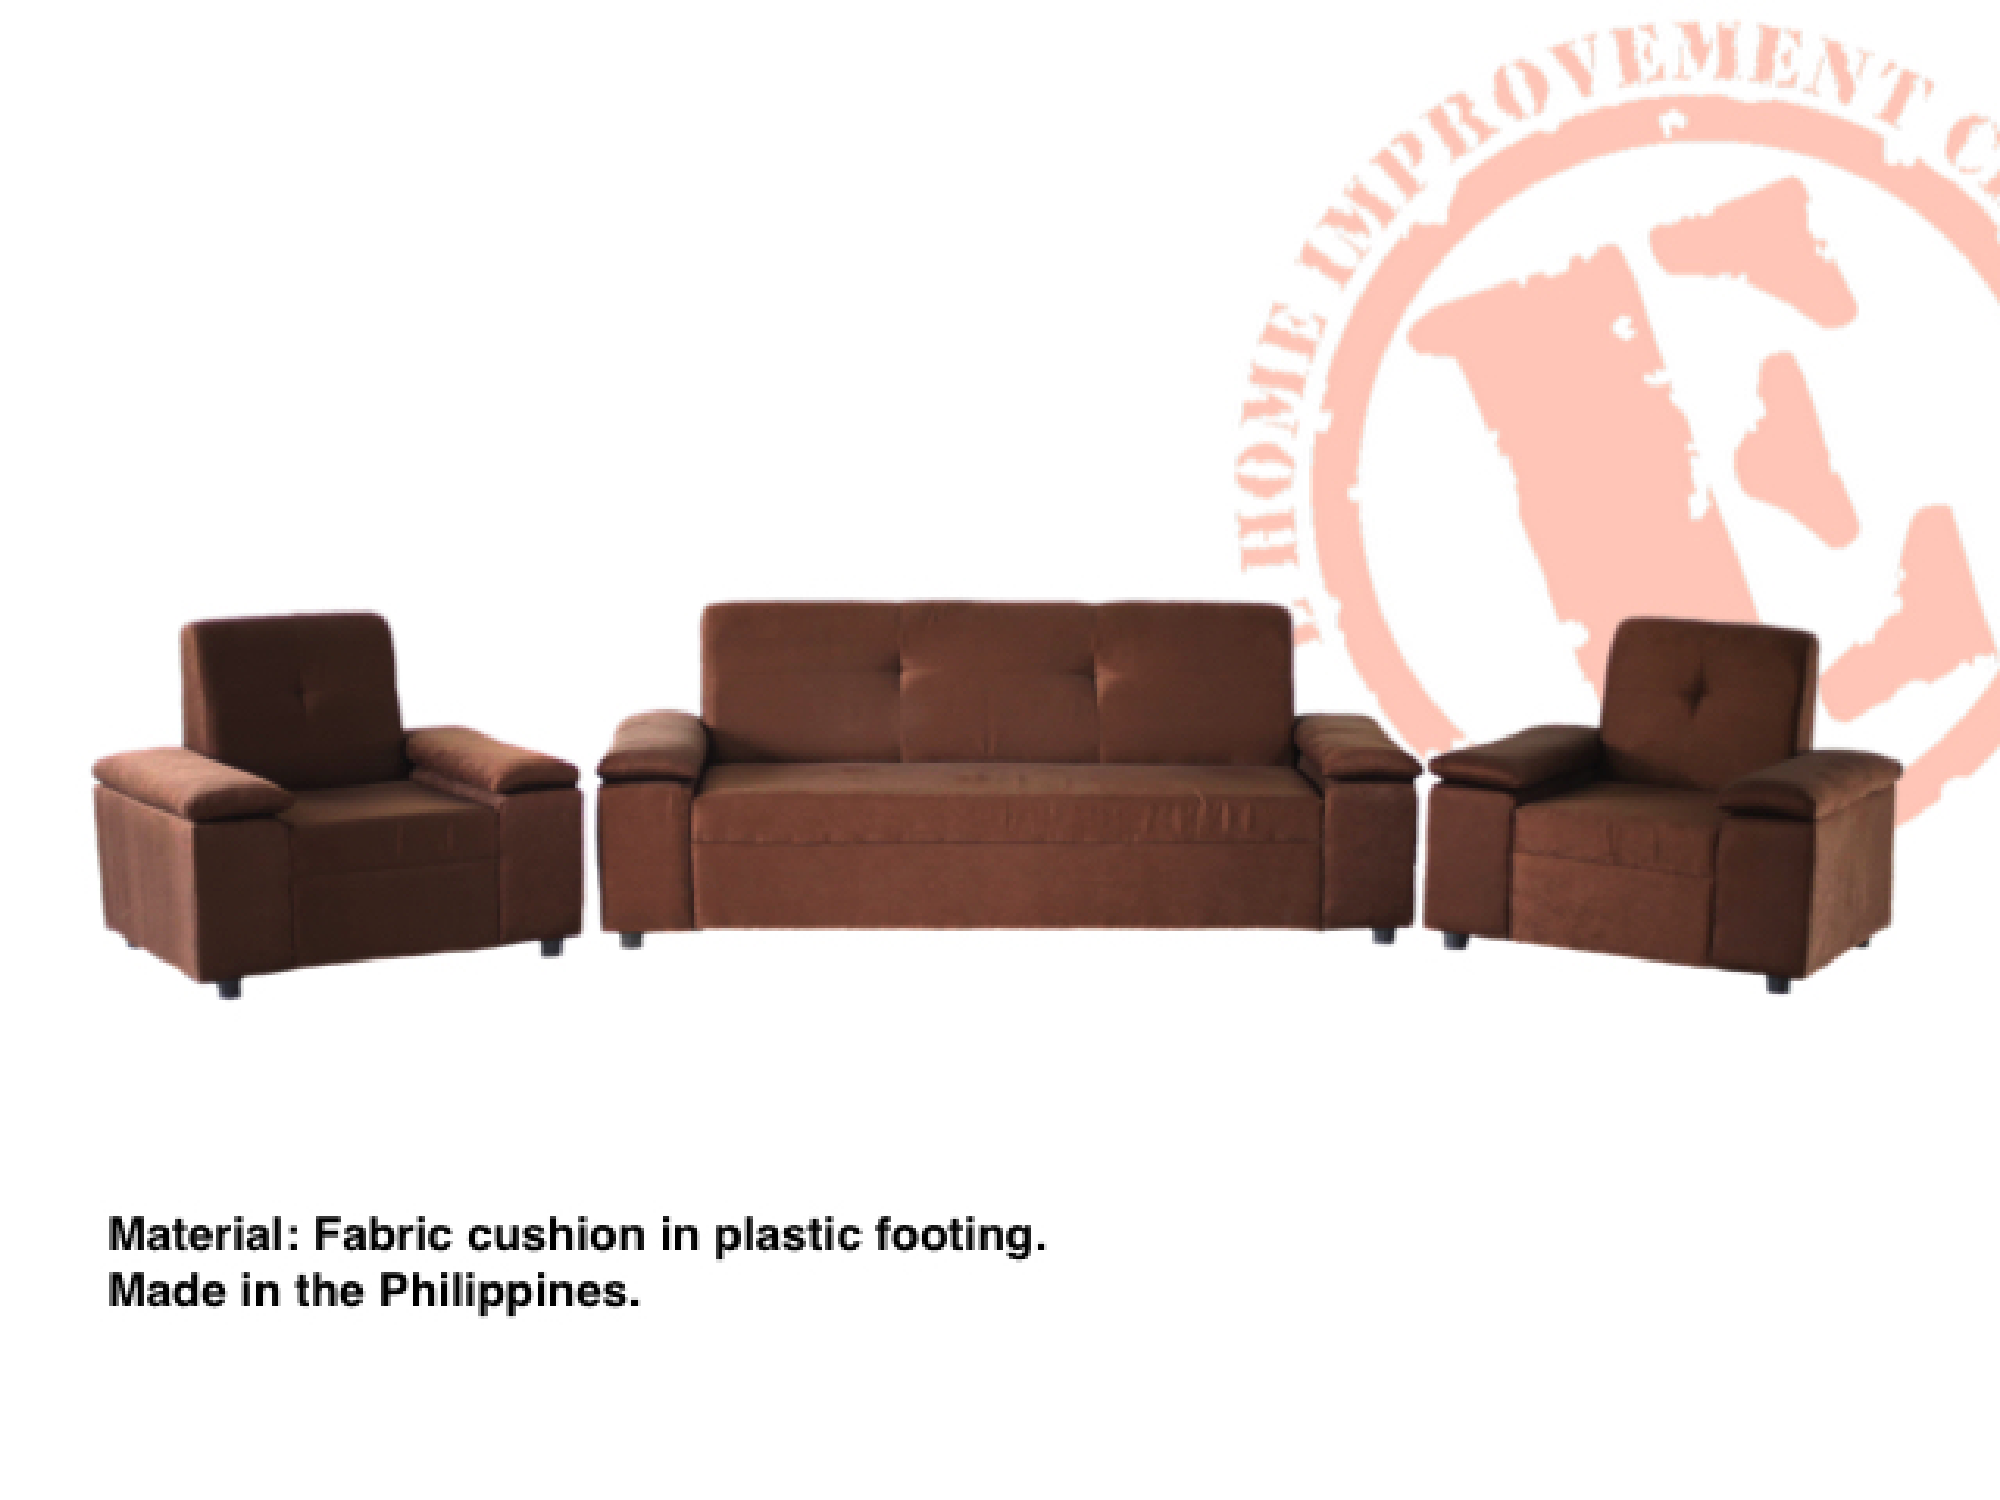 HOME IMPROVEMENT
Material: Fabric cushion in plastic footing.
Made in the Philippines.